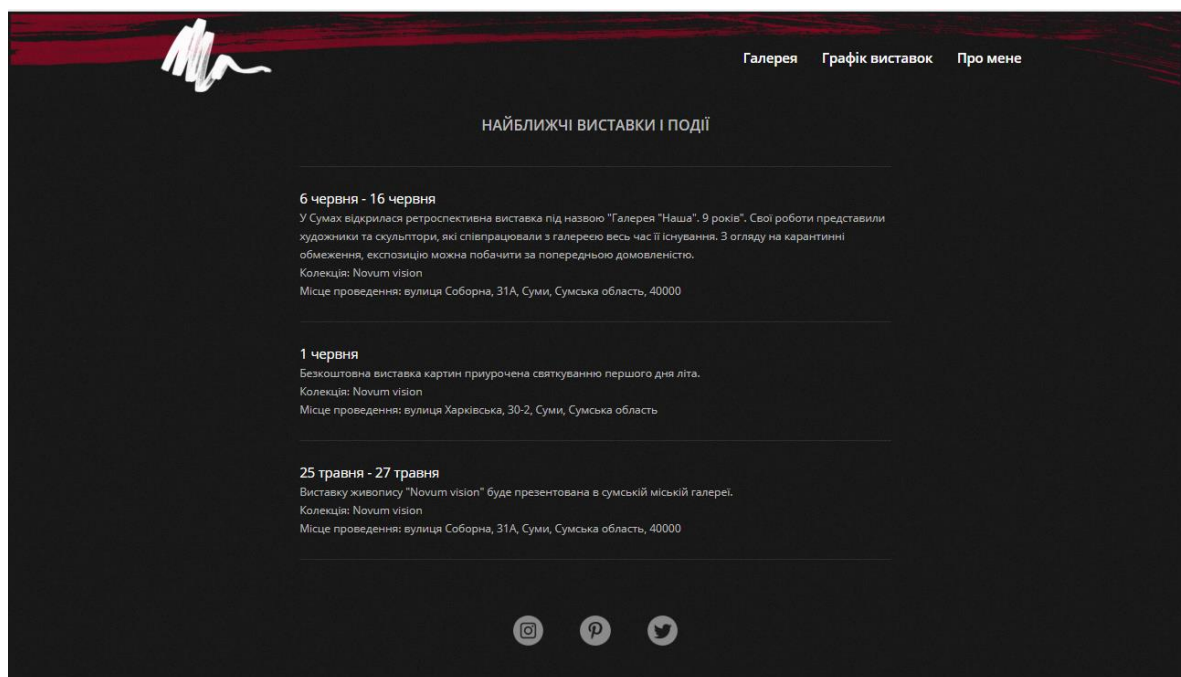 Галерея Графік виставок Про мене
НАЙБЛИЖЧІ ВИСТАВКИ І ПОДІЇ
6 червня - 16 червня
У Сумах відкрилася ретроспективна виставка під назвою "Галерея "Наша". 9 років". Свої роботи представили
художники та скульптори, які співпрацювали з галереєю весь час її існування. З огляду на карантинні
обмеження, експозицію можна побачити за попередньою домовленістю.
Колекція: Novum vision
Місце проведення: вулиця Соборна, 31А, Суми, Сумська область, 40000
1 червня
Безкоштовна виставка картин приурочена святкуванню першого дня літа.
Колекція: Novum vision
Місце проведення: вулиця Харківська, 30-2, Суми, Сумська область
25 травня - 27 травня
Виставку живопису "Novum vision" буде презентована в сумській міській галереї.
Колекція: Novum vision
Місце проведення: вулиця Соборна, 31А, Суми, Сумська область, 40000